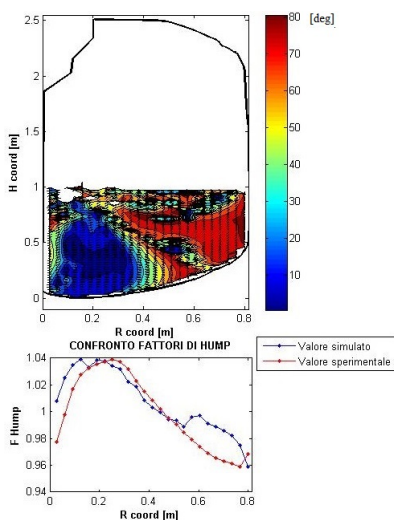 [deg]
80
70
60
50
40
30
20
10
2.5
2
1.5
1
0.5
0
H coord [m]
0 0.2 0.4 0.6 0.8
R coord [m]
CONFRONTO FATTORI DI HUMP
Valore simulato
Valore sperimentale
1.04
1.02
1
0.98
0.96
0.94
F Hump
0 0.2 0.4 0.6 0.8
R coord [m]